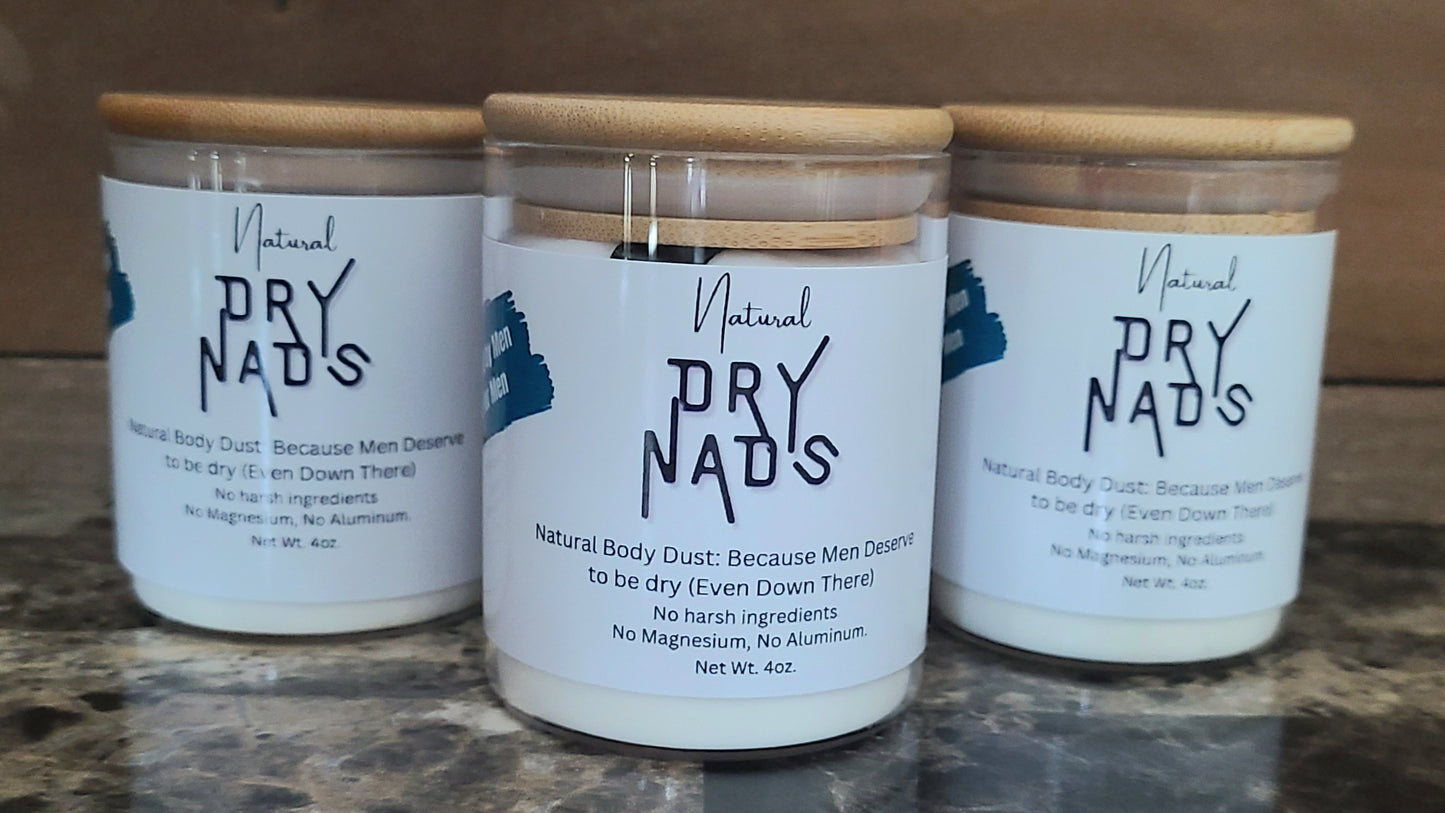 Natural
DRY
NADS
Natural Body Dust: Because Men Deserve
to be dry (Even Down There)
No harsh ingredients
No Magnesium, No Aluminum.
Net Wt. 4oz.
Men
Men
Natural
DRY
NADS
Natural Body Dust: Because Men Deserve
to be dry (Even Down There)
No harsh ingredients
No Magnesium, No Aluminum.
Net Wt. 4oz.
Men
Natural
DRY
NADS
Natural Body Dust: Because Men Deserve
to be dry (Even Down There)
No harsh ingredients
No Magnesium, No Aluminum.
Net Wt. 4oz.